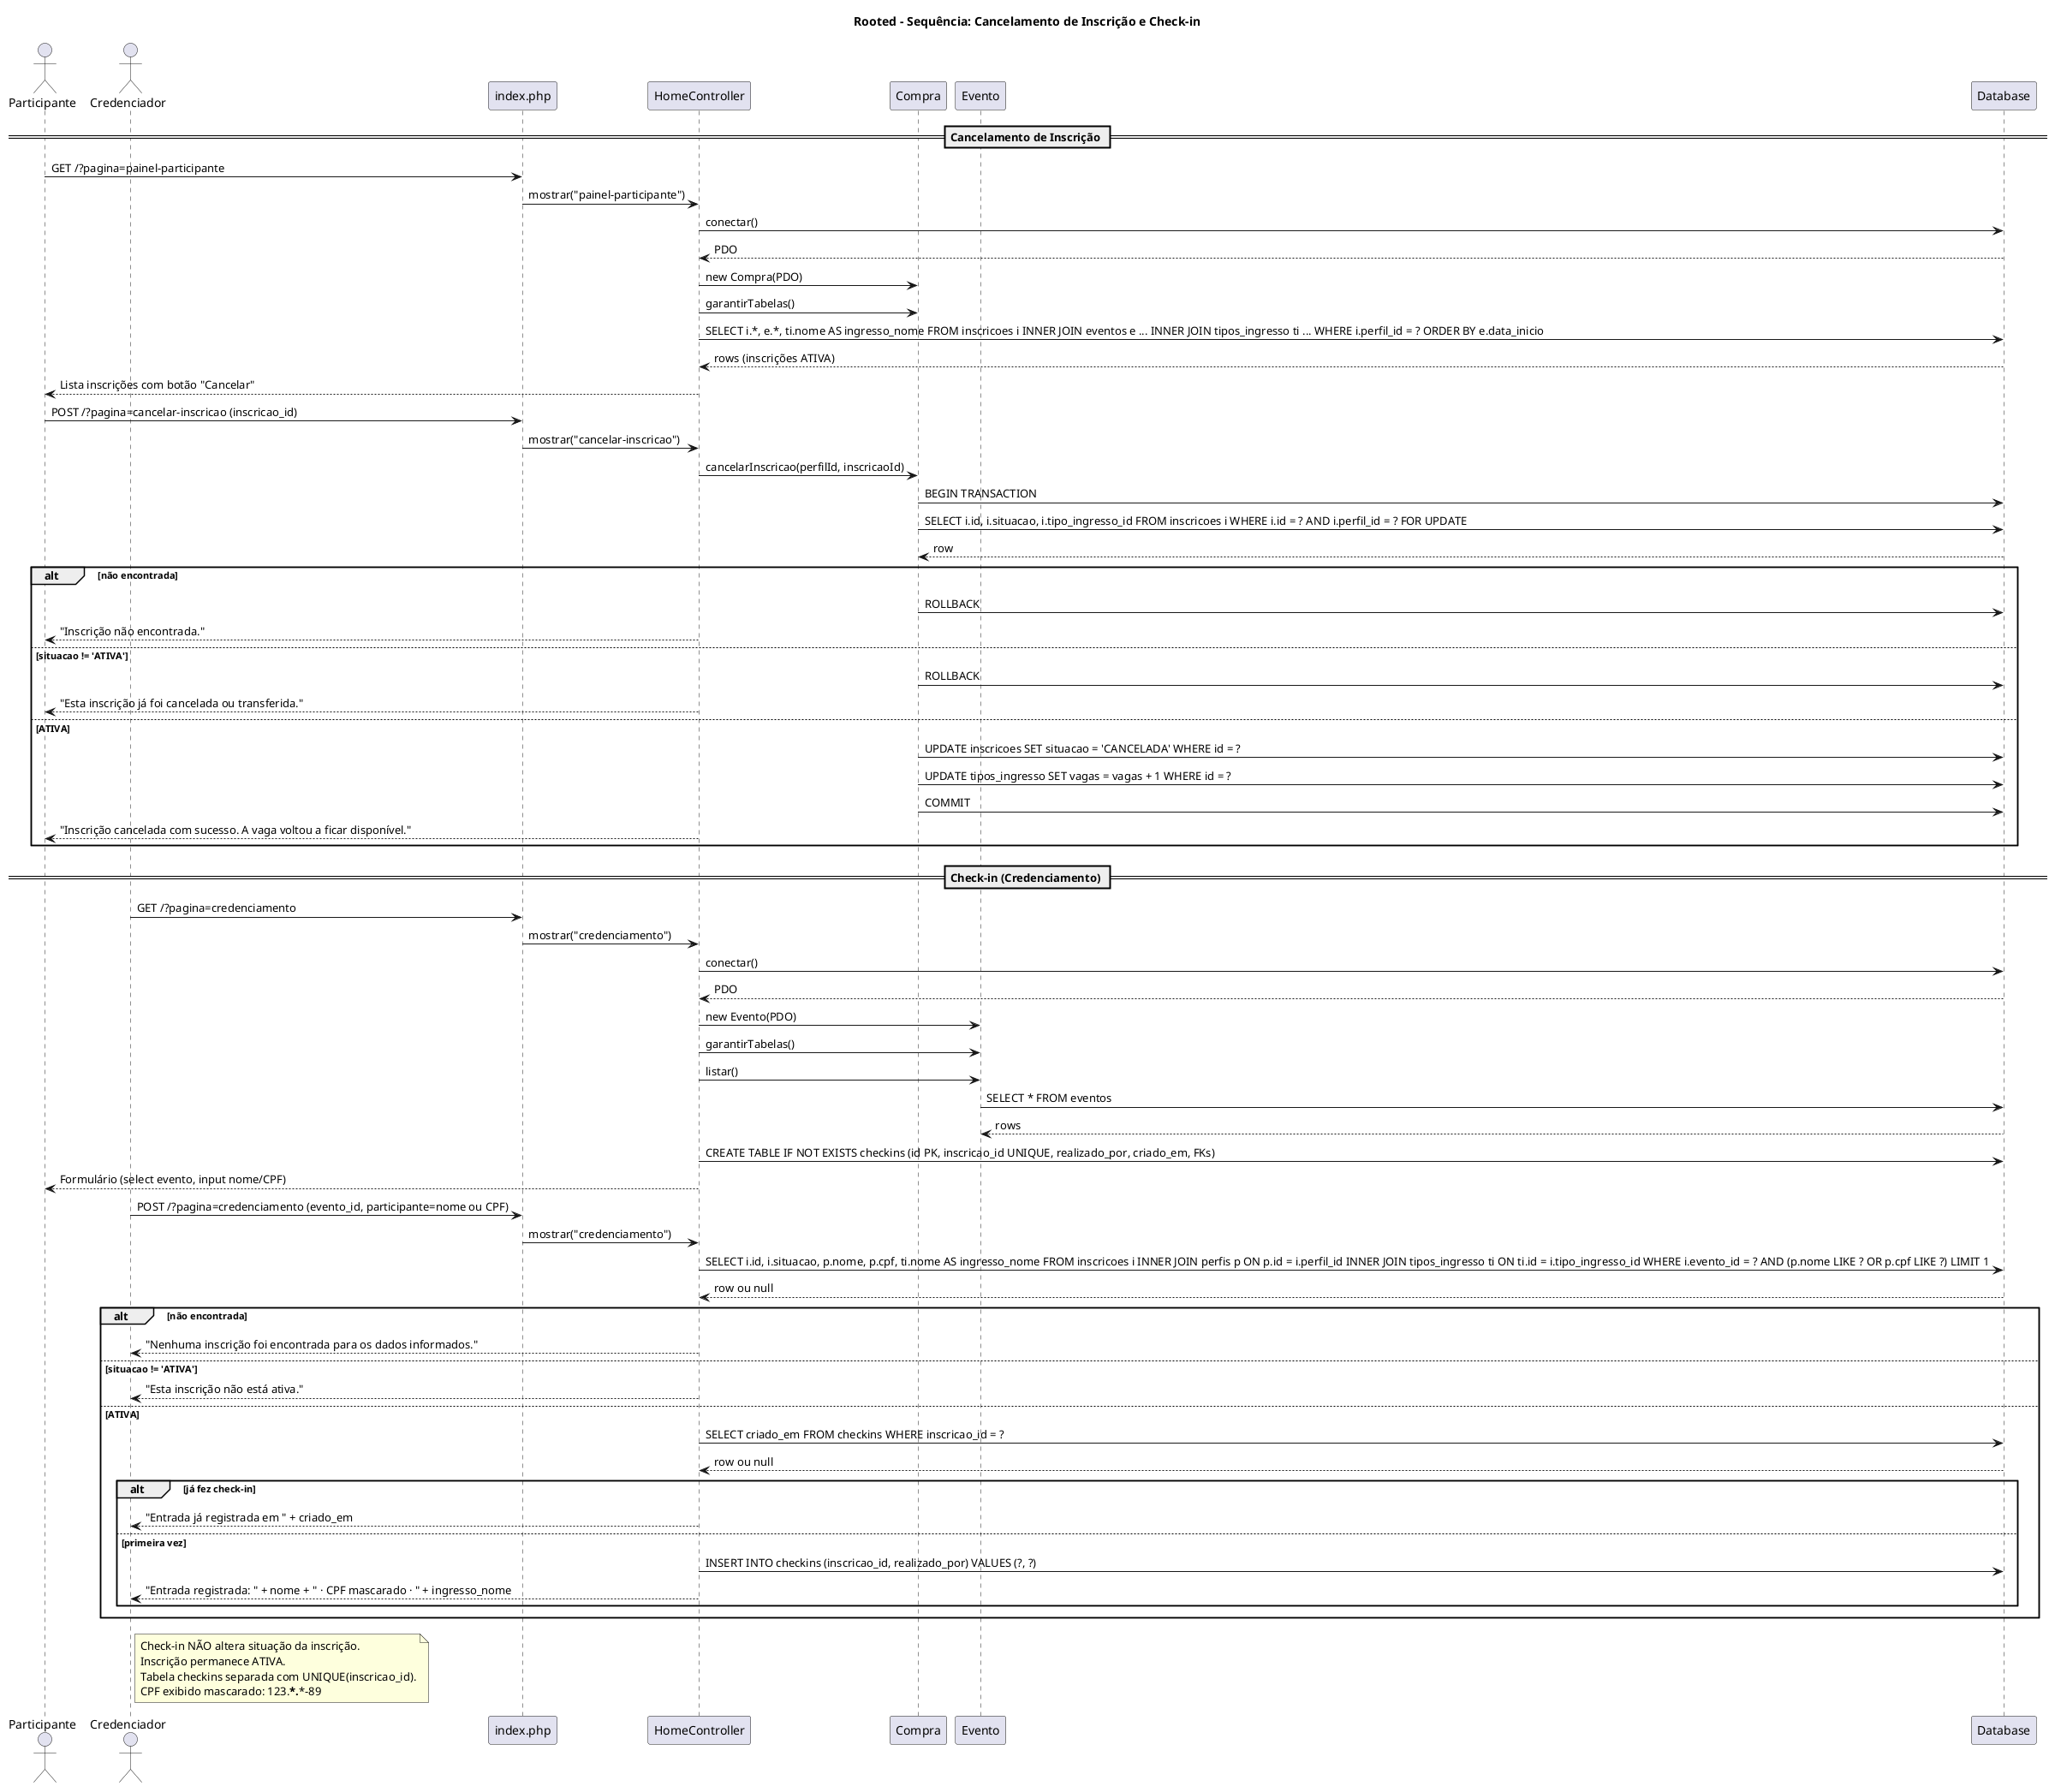 Rooted - Sequência: Cancelamento de Inscrição e Check-in
Participante
Credenciador
index.php
HomeController
Compra
Evento
Database
Cancelamento de Inscrição
GET /?pagina=painel-participante
mostrar("painel-participante")
conectar()
PDO
new Compra(PDO)
garantirTabelas()
SELECT i.*, e.*, ti.nome AS ingresso_nome FROM inscricoes i INNER JOIN eventos e ... INNER JOIN tipos_ingresso ti ... WHERE i.perfil_id = ? ORDER BY e.data_inicio
rows (inscrições ATIVA)
Lista inscrições com botão "Cancelar"
POST /?pagina=cancelar-inscricao (inscricao_id)
mostrar("cancelar-inscricao")
cancelarInscricao(perfilId, inscricaoId)
BEGIN TRANSACTION
SELECT i.id, i.situacao, i.tipo_ingresso_id FROM inscricoes i WHERE i.id = ? AND i.perfil_id = ? FOR UPDATE
row
alt [não encontrada]
ROLLBACK
"Inscrição não encontrada."
[situacao != 'ATIVA']
ROLLBACK
"Esta inscrição já foi cancelada ou transferida."
[ATIVA]
UPDATE inscricoes SET situacao = 'CANCELADA' WHERE id = ?
UPDATE tipos_ingresso SET vagas = vagas + 1 WHERE id = ?
COMMIT
"Inscrição cancelada com sucesso. A vaga voltou a ficar disponível."
Check-in (Credenciamento)
GET /?pagina=credenciamento
mostrar("credenciamento")
conectar()
PDO
new Evento(PDO)
garantirTabelas()
listar()
SELECT * FROM eventos
rows
CREATE TABLE IF NOT EXISTS checkins (id PK, inscricao_id UNIQUE, realizado_por, criado_em, FKs)
Formulário (select evento, input nome/CPF)
POST /?pagina=credenciamento (evento_id, participante=nome ou CPF)
mostrar("credenciamento")
SELECT i.id, i.situacao, p.nome, p.cpf, ti.nome AS ingresso_nome FROM inscricoes i INNER JOIN perfis p ON p.id = i.perfil_id INNER JOIN tipos_ingresso ti ON ti.id = i.tipo_ingresso_id WHERE i.evento_id = ? AND (p.nome LIKE ? OR p.cpf LIKE ?) LIMIT 1
row ou null
alt [não encontrada]
"Nenhuma inscrição foi encontrada para os dados informados."
[situacao != 'ATIVA']
"Esta inscrição não está ativa."
[ATIVA]
SELECT criado_em FROM checkins WHERE inscricao_id = ?
row ou null
alt [já fez check-in]
"Entrada já registrada em " + criado_em
[primeira vez]
INSERT INTO checkins (inscricao_id, realizado_por) VALUES (?, ?)
"Entrada registrada: " + nome + " · CPF mascarado · " + ingresso_nome
Check-in NÃO altera situação da inscrição.
Inscrição permanece ATIVA.
Tabela checkins separada com UNIQUE(inscricao_id).
CPF exibido mascarado: 123.*.*-89
Participante
Credenciador
index.php
HomeController
Compra
Evento
Database